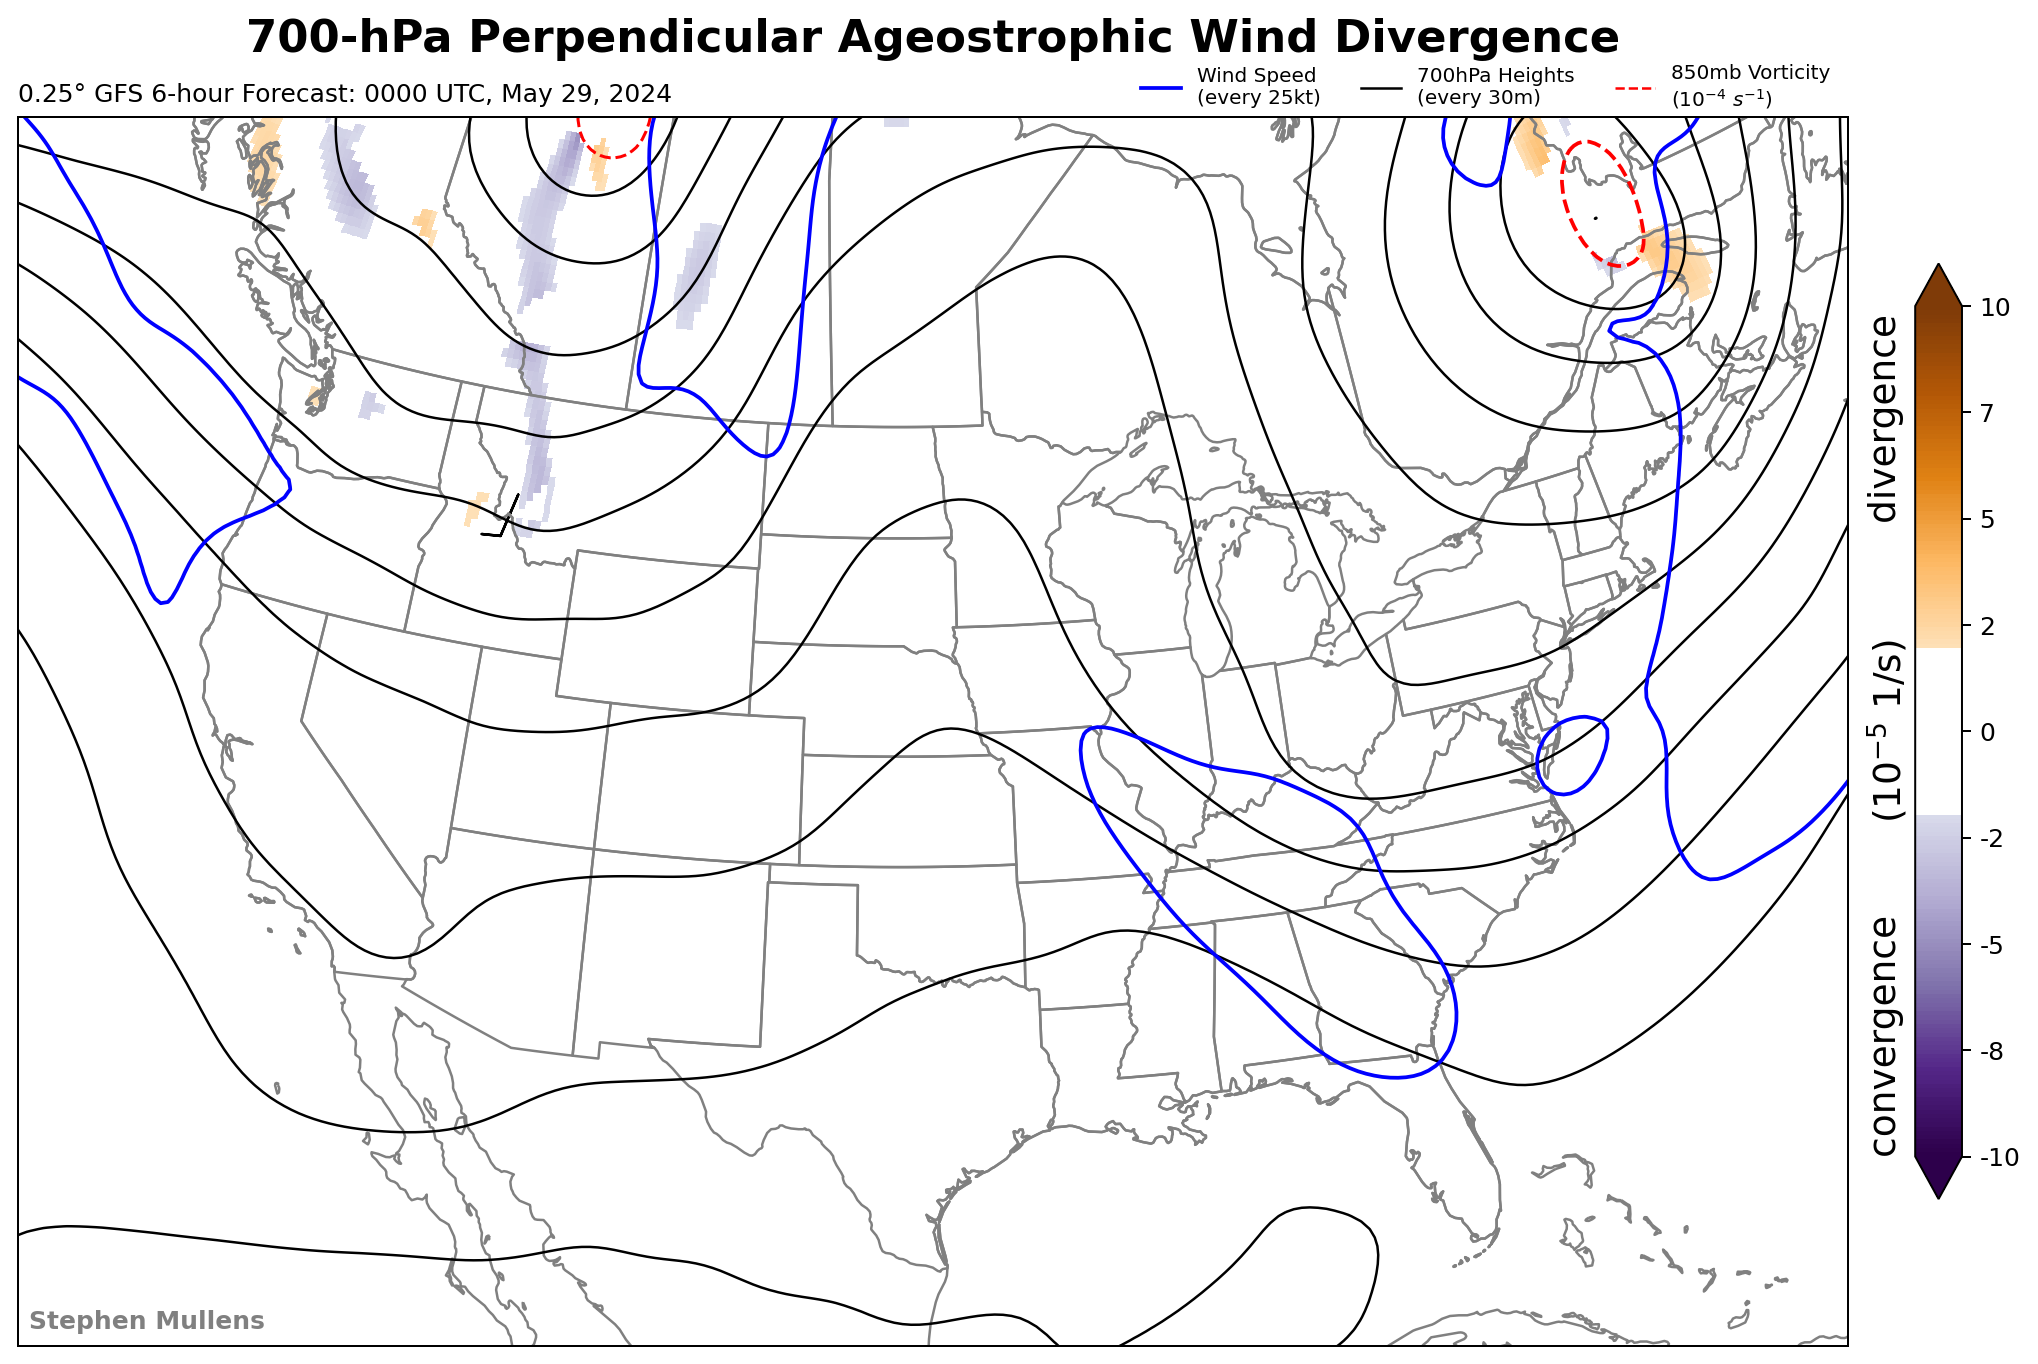 700-hPa Perpendicular Ageostrophic Wind Divergence
0.25° GFS 6-hour Forecast: 0000 UTC, May 29, 2024
Wind Speed
(every 25kt)
700hPa Heights
(every 30m)
850mb Vorticity
(10⁻⁴ s⁻¹)
10
7
5
2
0
-2
-5
-8
-10
convergence (10⁻⁵ 1/s) divergence
Stephen Mullens